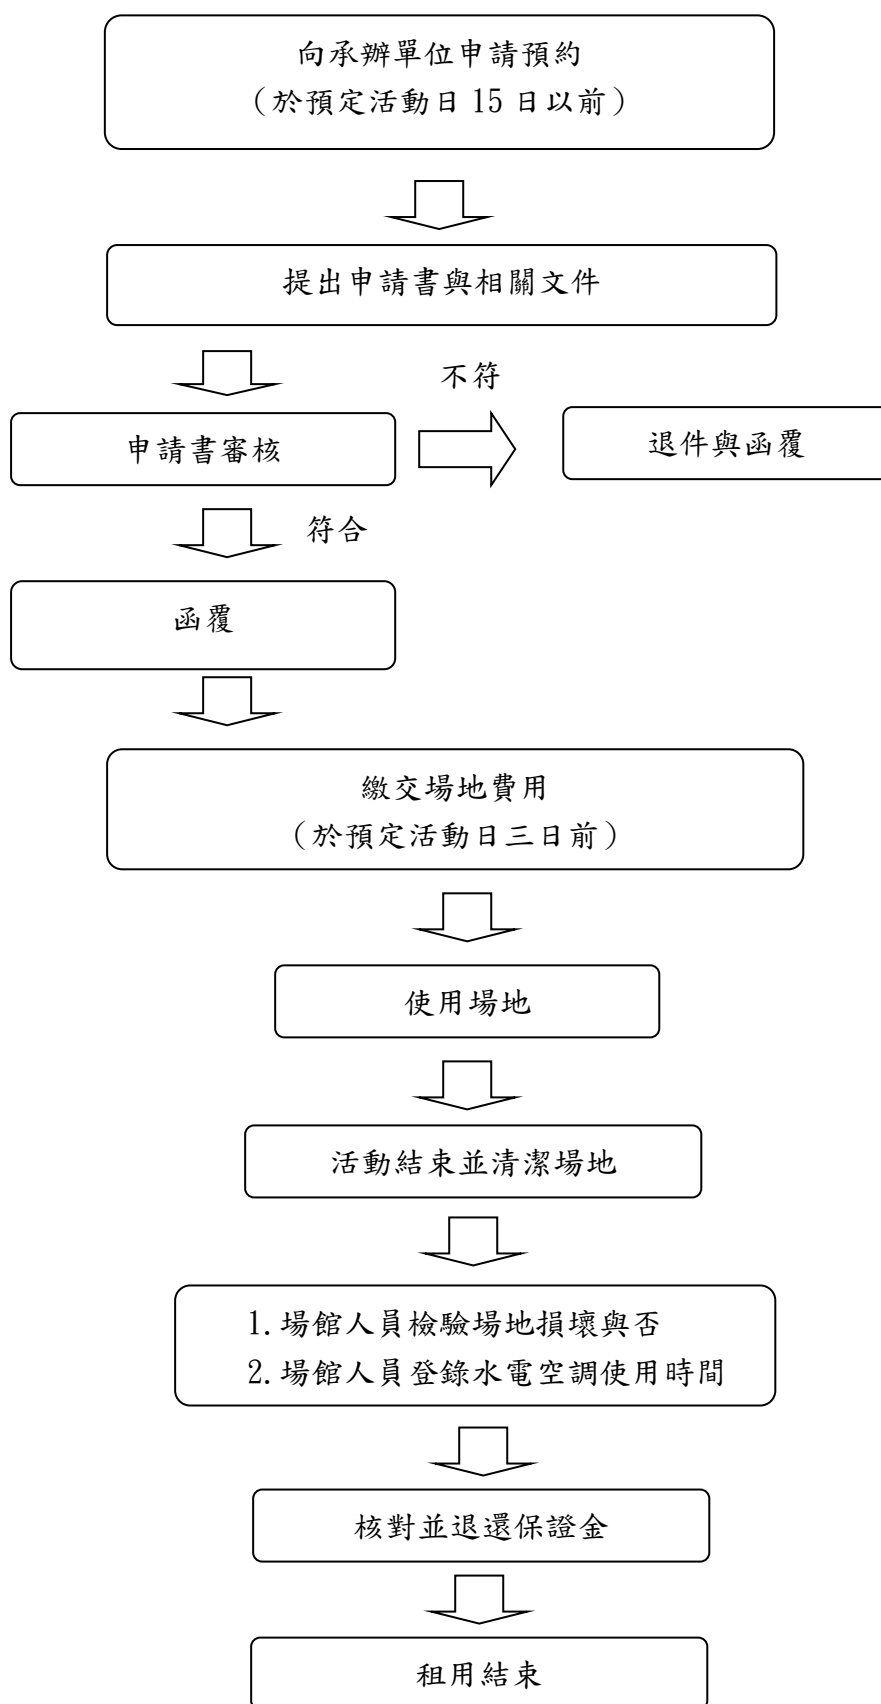 向承辦單位申請預約
（於預定活動日 15 日以前）
提出申請書與相關文件
不符
申請書審核
退件與函覆
符合
函覆
繳交場地費用
（於預定活動日三日前）
使用場地
活動結束並清潔場地
1.場館人員檢驗場地損壞與否
2.場館人員登錄水電空調使用時間
核對並退還保證金
租用結束